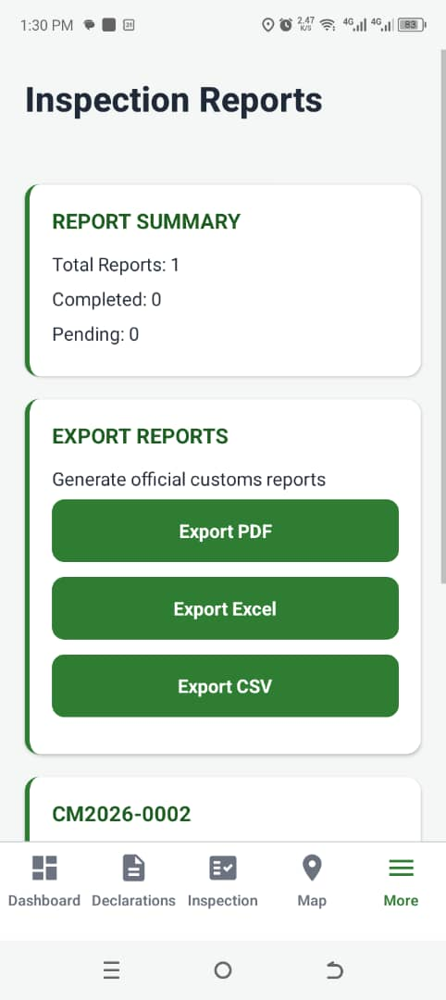 1:30 PM
31
2.47
K/S
4G
4G
83
Inspection Reports
REPORT SUMMARY
Total Reports: 1
Completed: 0
Pending: 0
EXPORT REPORTS
Generate official customs reports
Export PDF
Export Excel
Export CSV
CM2026-0002
Dashboard
Declarations
Inspection
Map
More